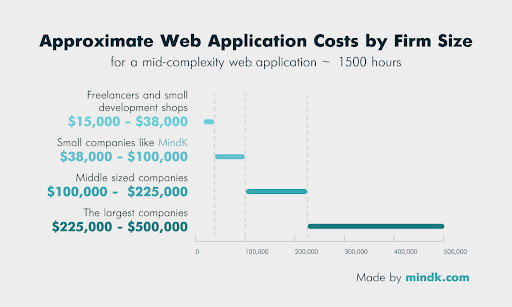 Approximate Web Application Costs by Firm Size
for a mid-complexity web application ~ 1500 hours
Freelancers and small
development shops
$15,000 - $38,000
Small companies like MindK
$38,000 - $100,000
Middle sized companies
$100,000 - $225,000
The largest companies
$225,000 - $500,000
0 100,000 200,000 300,000 400,000 500,000
Made by mindk.com